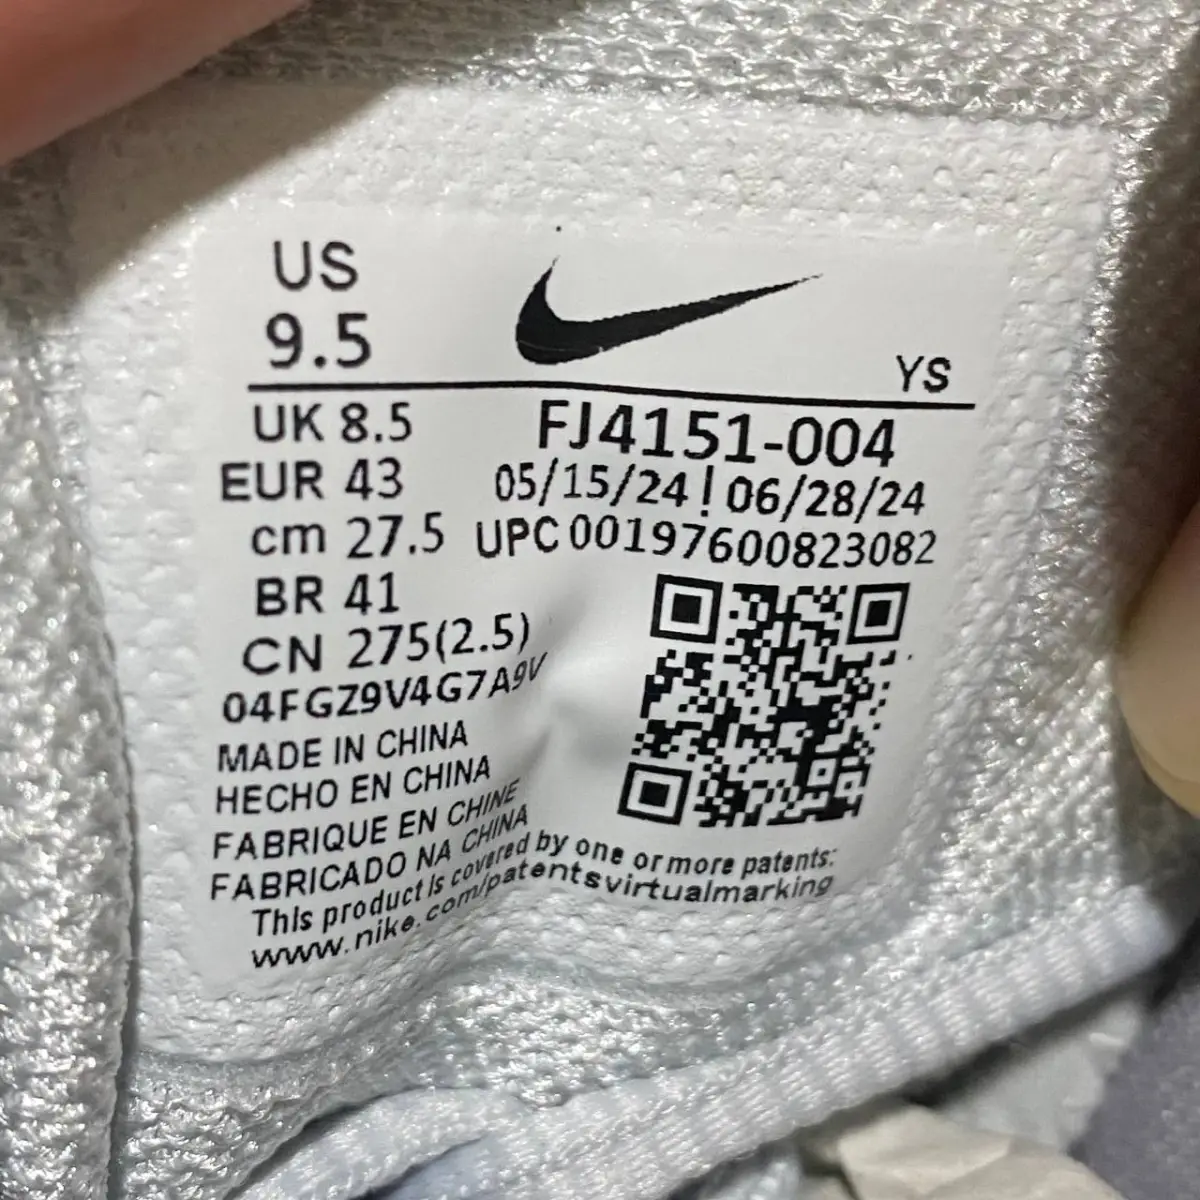 US
9.5
YS
UK 8.5
FJ4151-004
EUR 43
05/15/24 ! 06/28/24
cm 27.5
UPC 00197600823082
BR 41
CN 275(2.5)
04FGZ9V4G7A9V
MADE IN CHINA
HECHO EN CHINA
FABRIQUE EN CHINE
FABRICADO NA CHINA
This product is covered by one or more patents:
www.nike.com/patentsvirtualmarking